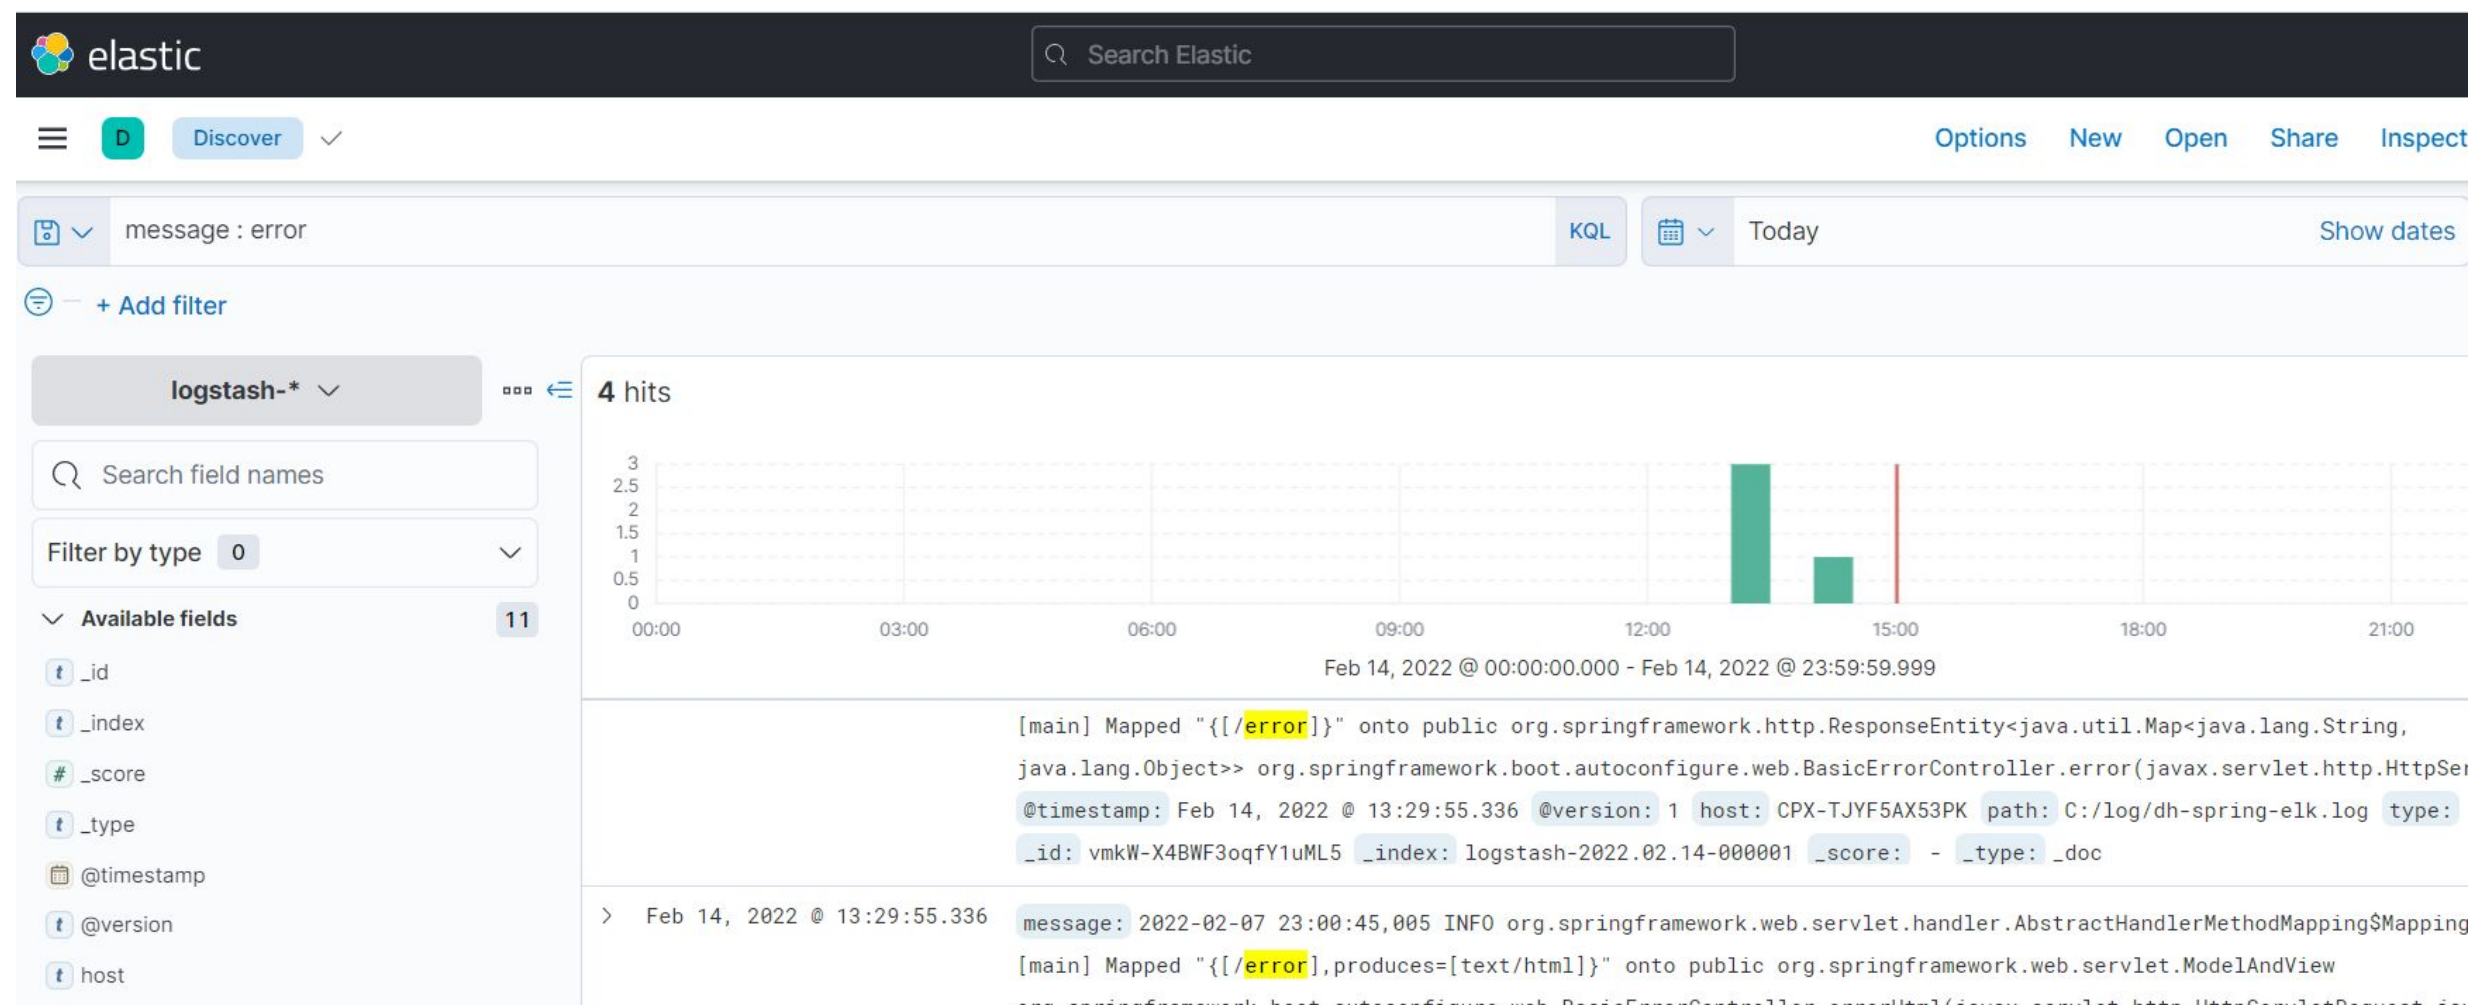 elastic
Search Elastic
D Discover
Options New Open Share Inspect
message : error
KQL
Today
Show dates
+ Add filter
logstash-*
4 hits
Search field names
Filter by type 0
Available fields 11
_id
_index
_score
_type
@timestamp
@version
host
3
2.5
2
1.5
1
0.5
0
00:00 03:00 06:00 09:00 12:00 15:00 18:00 21:00
Feb 14, 2022 @ 00:00:00.000 - Feb 14, 2022 @ 23:59:59.999
[main] Mapped "{[/error]}" onto public org.springframework.http.ResponseEntity<java.util.Map<java.lang.String,
java.lang.Object>> org.springframework.boot.autoconfigure.web.BasicErrorController.error(javax.servlet.http.HttpSer
@timestamp: Feb 14, 2022 @ 13:29:55.336 @version: 1 host: CPX-TJYF5AX53PK path: C:/log/dh-spring-elk.log type:
_id: vmkW-X4BWF3oqfY1uML5 _index: logstash-2022.02.14-000001 _score: - _type: _doc
Feb 14, 2022 @ 13:29:55.336 message: 2022-02-07 23:00:45,005 INFO org.springframework.web.servlet.handler.AbstractHandlerMethodMapping$Mapping
[main] Mapped "{[/error],produces=[text/html]}" onto public org.springframework.web.servlet.ModelAndView